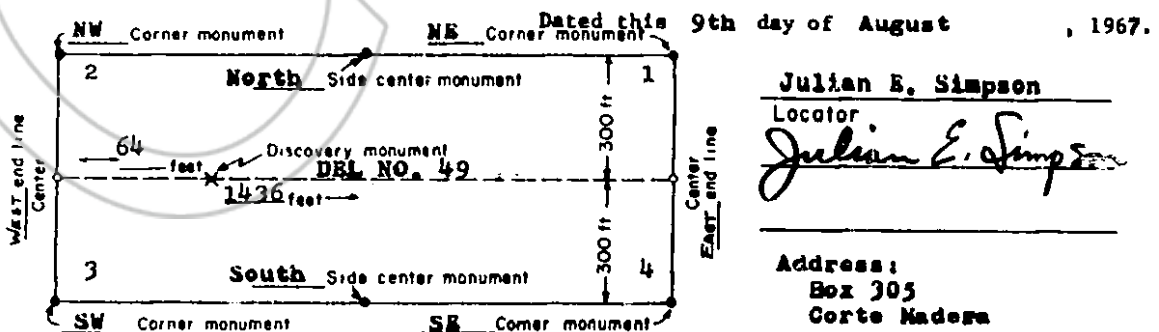 Dated this 9th day of August , 1967.
NW Corner monument
NE Corner monument
2
North Side center monument
1
300 ft
WEST end line
Center
64 feet
Discovery monument
DEL NO. 49
1436 feet
Center
EAST end line
300 ft
3
South Side center monument
4
SW Corner monument
SE Corner monument
Julian E. Simpson
Locator
Julian E. Simpson
Address:
Box 305
Corte Madera